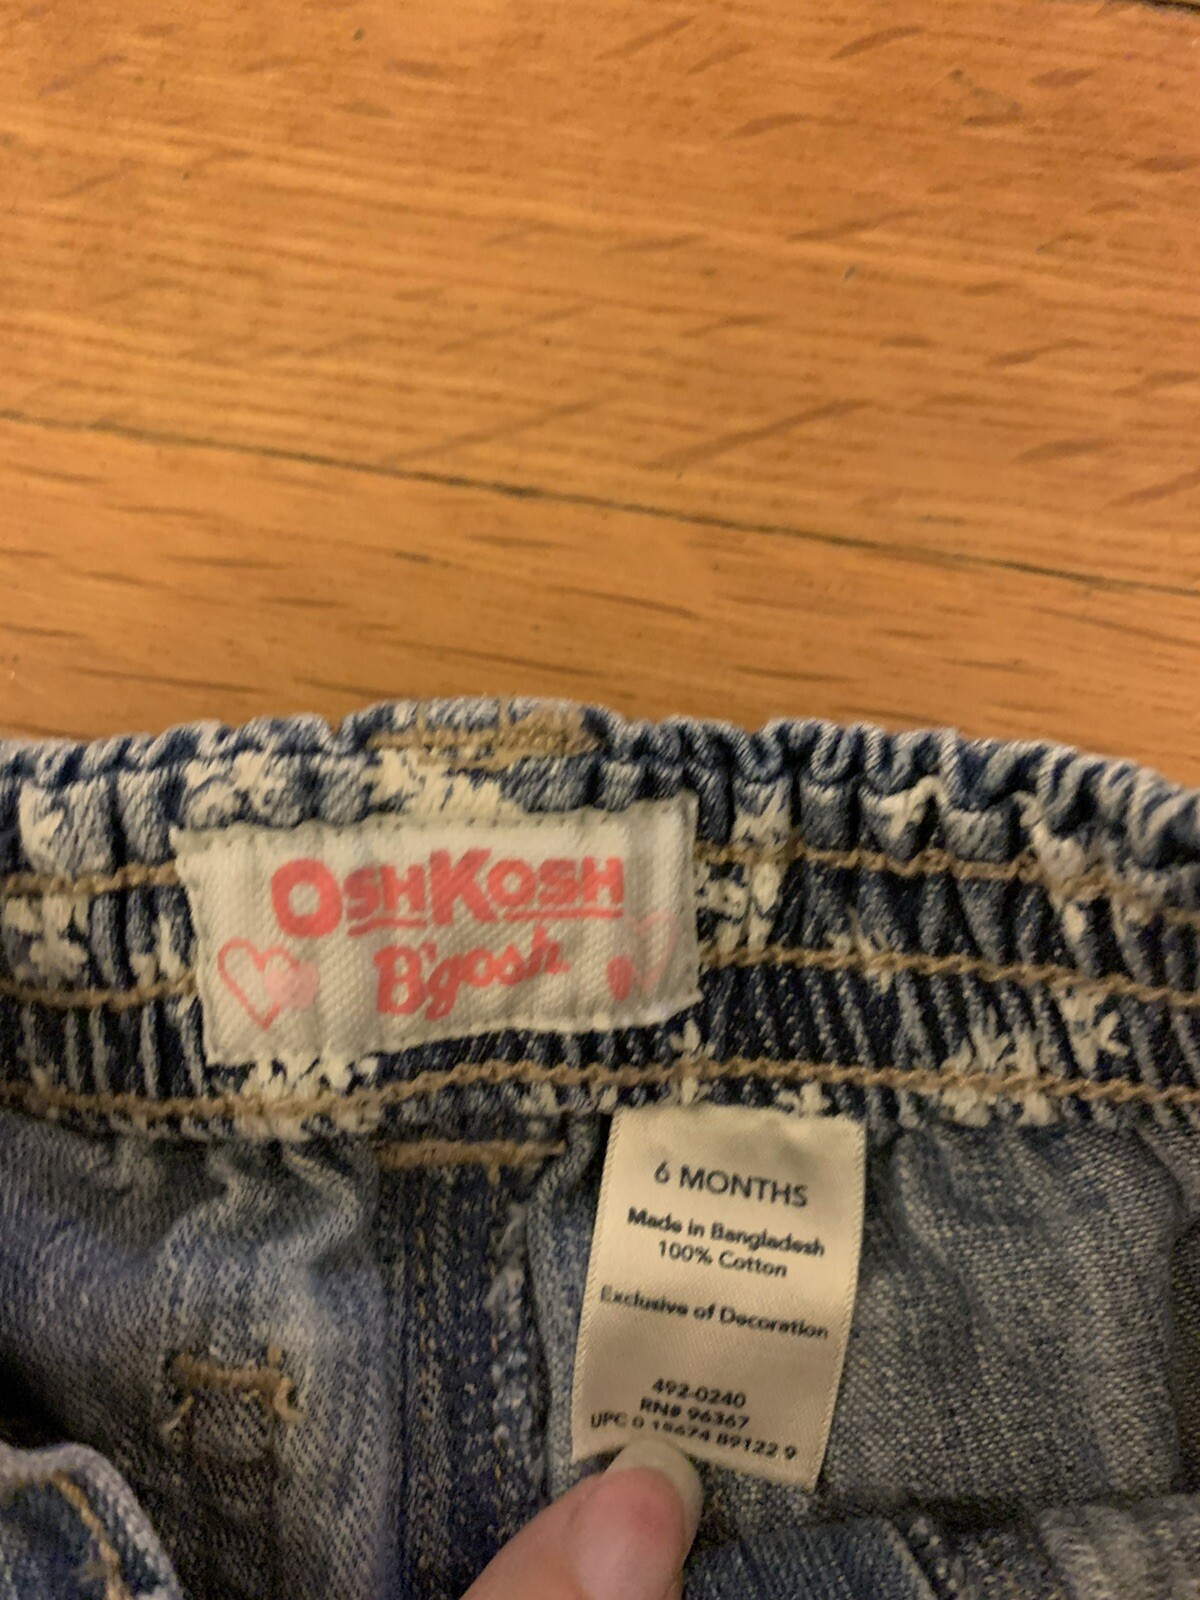 OSHKOSH
B'gosh
6 MONTHS
Made in Bangladesh
100% Cotton
Exclusive of Decoration
492-0240
RN# 96367
UPC 0 18674 89122 9